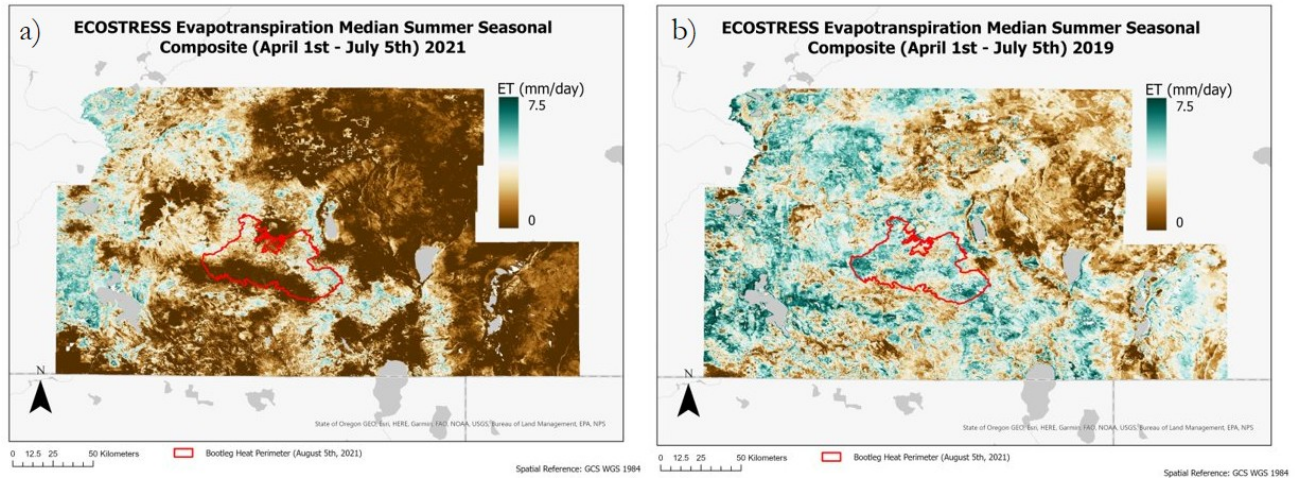 a)
ECOSTRESS Evapotranspiration Median Summer Seasonal
Composite (April 1st - July 5th) 2021
ET (mm/day)
7.5
0
N
State of Oregon GEO, Esri, HERE, Garmin, FAO, NOAA, USGS, Bureau of Land Management, EPA, NPS
0 12.5 25 50 Kilometers
Bootleg Heat Perimeter (August 5th, 2021)
Spatial Reference: GCS WGS 1984
b)
ECOSTRESS Evapotranspiration Median Summer Seasonal
Composite (April 1st - July 5th) 2019
ET (mm/day)
7.5
0
N
State of Oregon GEO, Esri, HERE, Garmin, FAO, NOAA, USGS, Bureau of Land Management, EPA, NPS
0 12.5 25 50 Kilometers
Bootleg Heat Perimeter (August 5th, 2021)
Spatial Reference: GCS WGS 1984